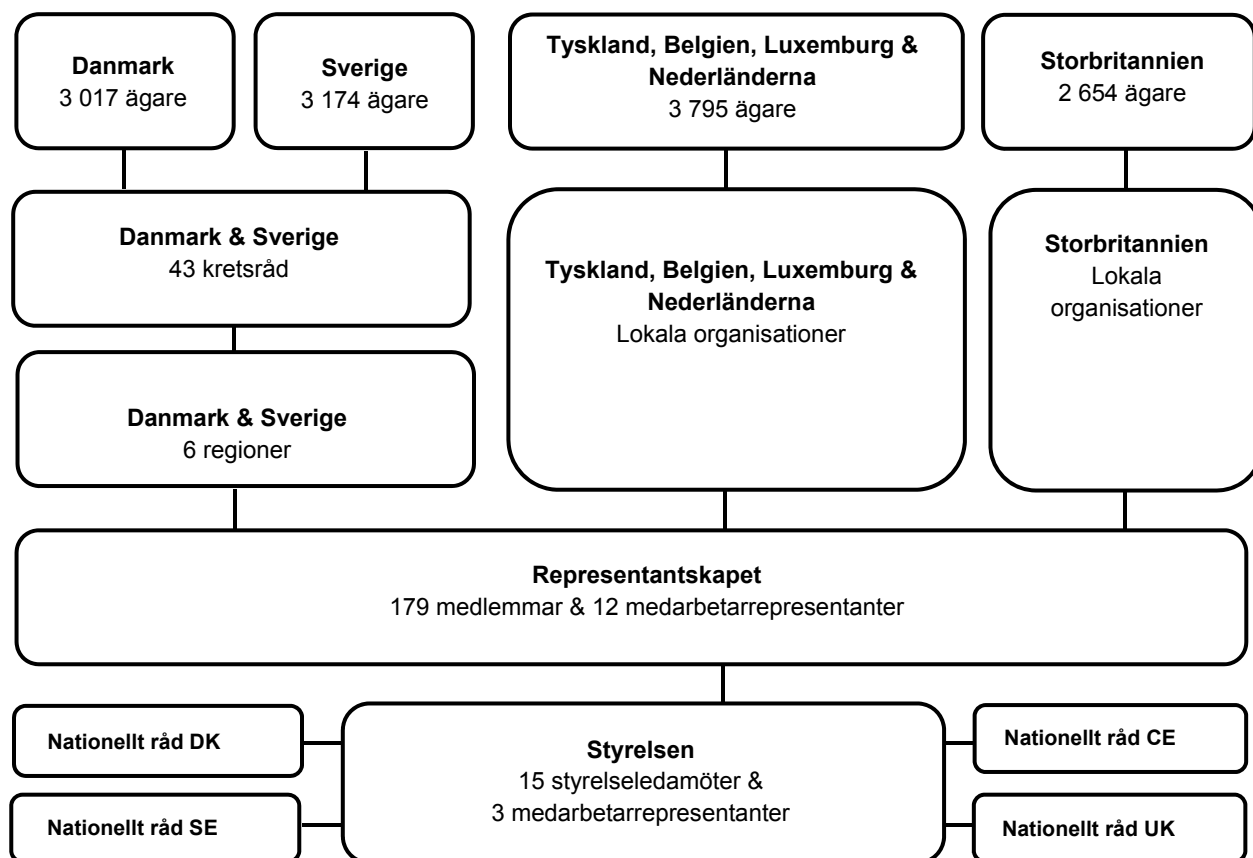 Danmark
3 017 ägare
Sverige
3 174 ägare
Tyskland, Belgien, Luxemburg &
Nederländerna
3 795 ägare
Storbritannien
2 654 ägare
Danmark & Sverige
43 kretsråd
Tyskland, Belgien, Luxemburg &
Nederländerna
Lokala organisationer
Storbritannien
Lokala
organisationer
Danmark & Sverige
6 regioner
Representantskapet
179 medlemmar & 12 medarbetarrepresentanter
Nationellt råd DK
Nationellt råd SE
Styrelsen
15 styrelseledamöter &
3 medarbetarrepresentanter
Nationellt råd CE
Nationellt råd UK